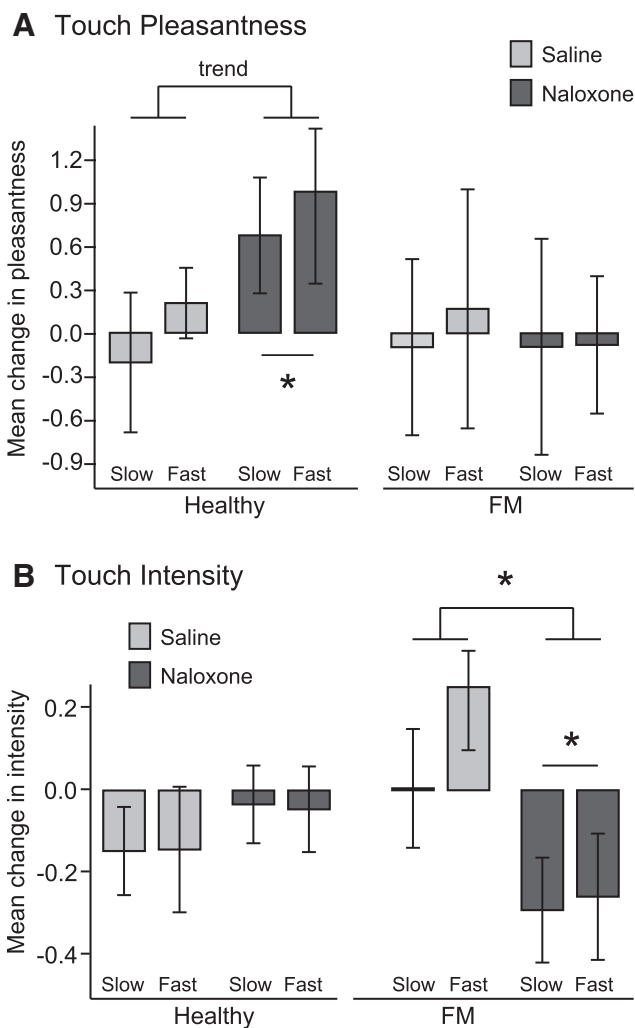 A Touch Pleasantness
Saline
Naloxone
trend
Mean change in pleasantness
1.2
0.9
0.6
0.3
0.0
-0.3
-0.6
-0.9
*
Slow Fast Slow Fast Slow Fast Slow Fast
Healthy FM
B Touch Intensity
*
Saline
Naloxone
Mean change in intensity
0.2
0.0
-0.2
-0.4
*
Slow Fast Slow Fast Slow Fast Slow Fast
Healthy FM